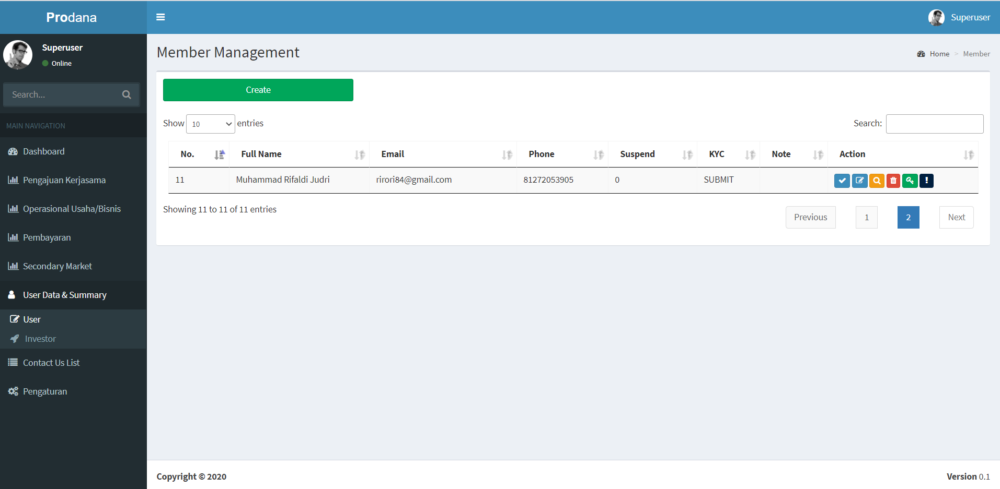 Prodana
Superuser
Superuser
Online
Search...
MAIN NAVIGATION
Dashboard
Pengajuan Kerjasama
Operasional Usaha/Bisnis
Pembayaran
Secondary Market
User Data & Summary
User
Investor
Contact Us List
Pengaturan
Member Management
Home > Member
Create
Show 10 entries
Search:
No. Full Name Email Phone Suspend KYC Note Action
11 Muhammad Rifaldi Judri rirori84@gmail.com 81272053905 0 SUBMIT
Showing 11 to 11 of 11 entries
Previous 1 2 Next
Copyright © 2020
Version 0.1